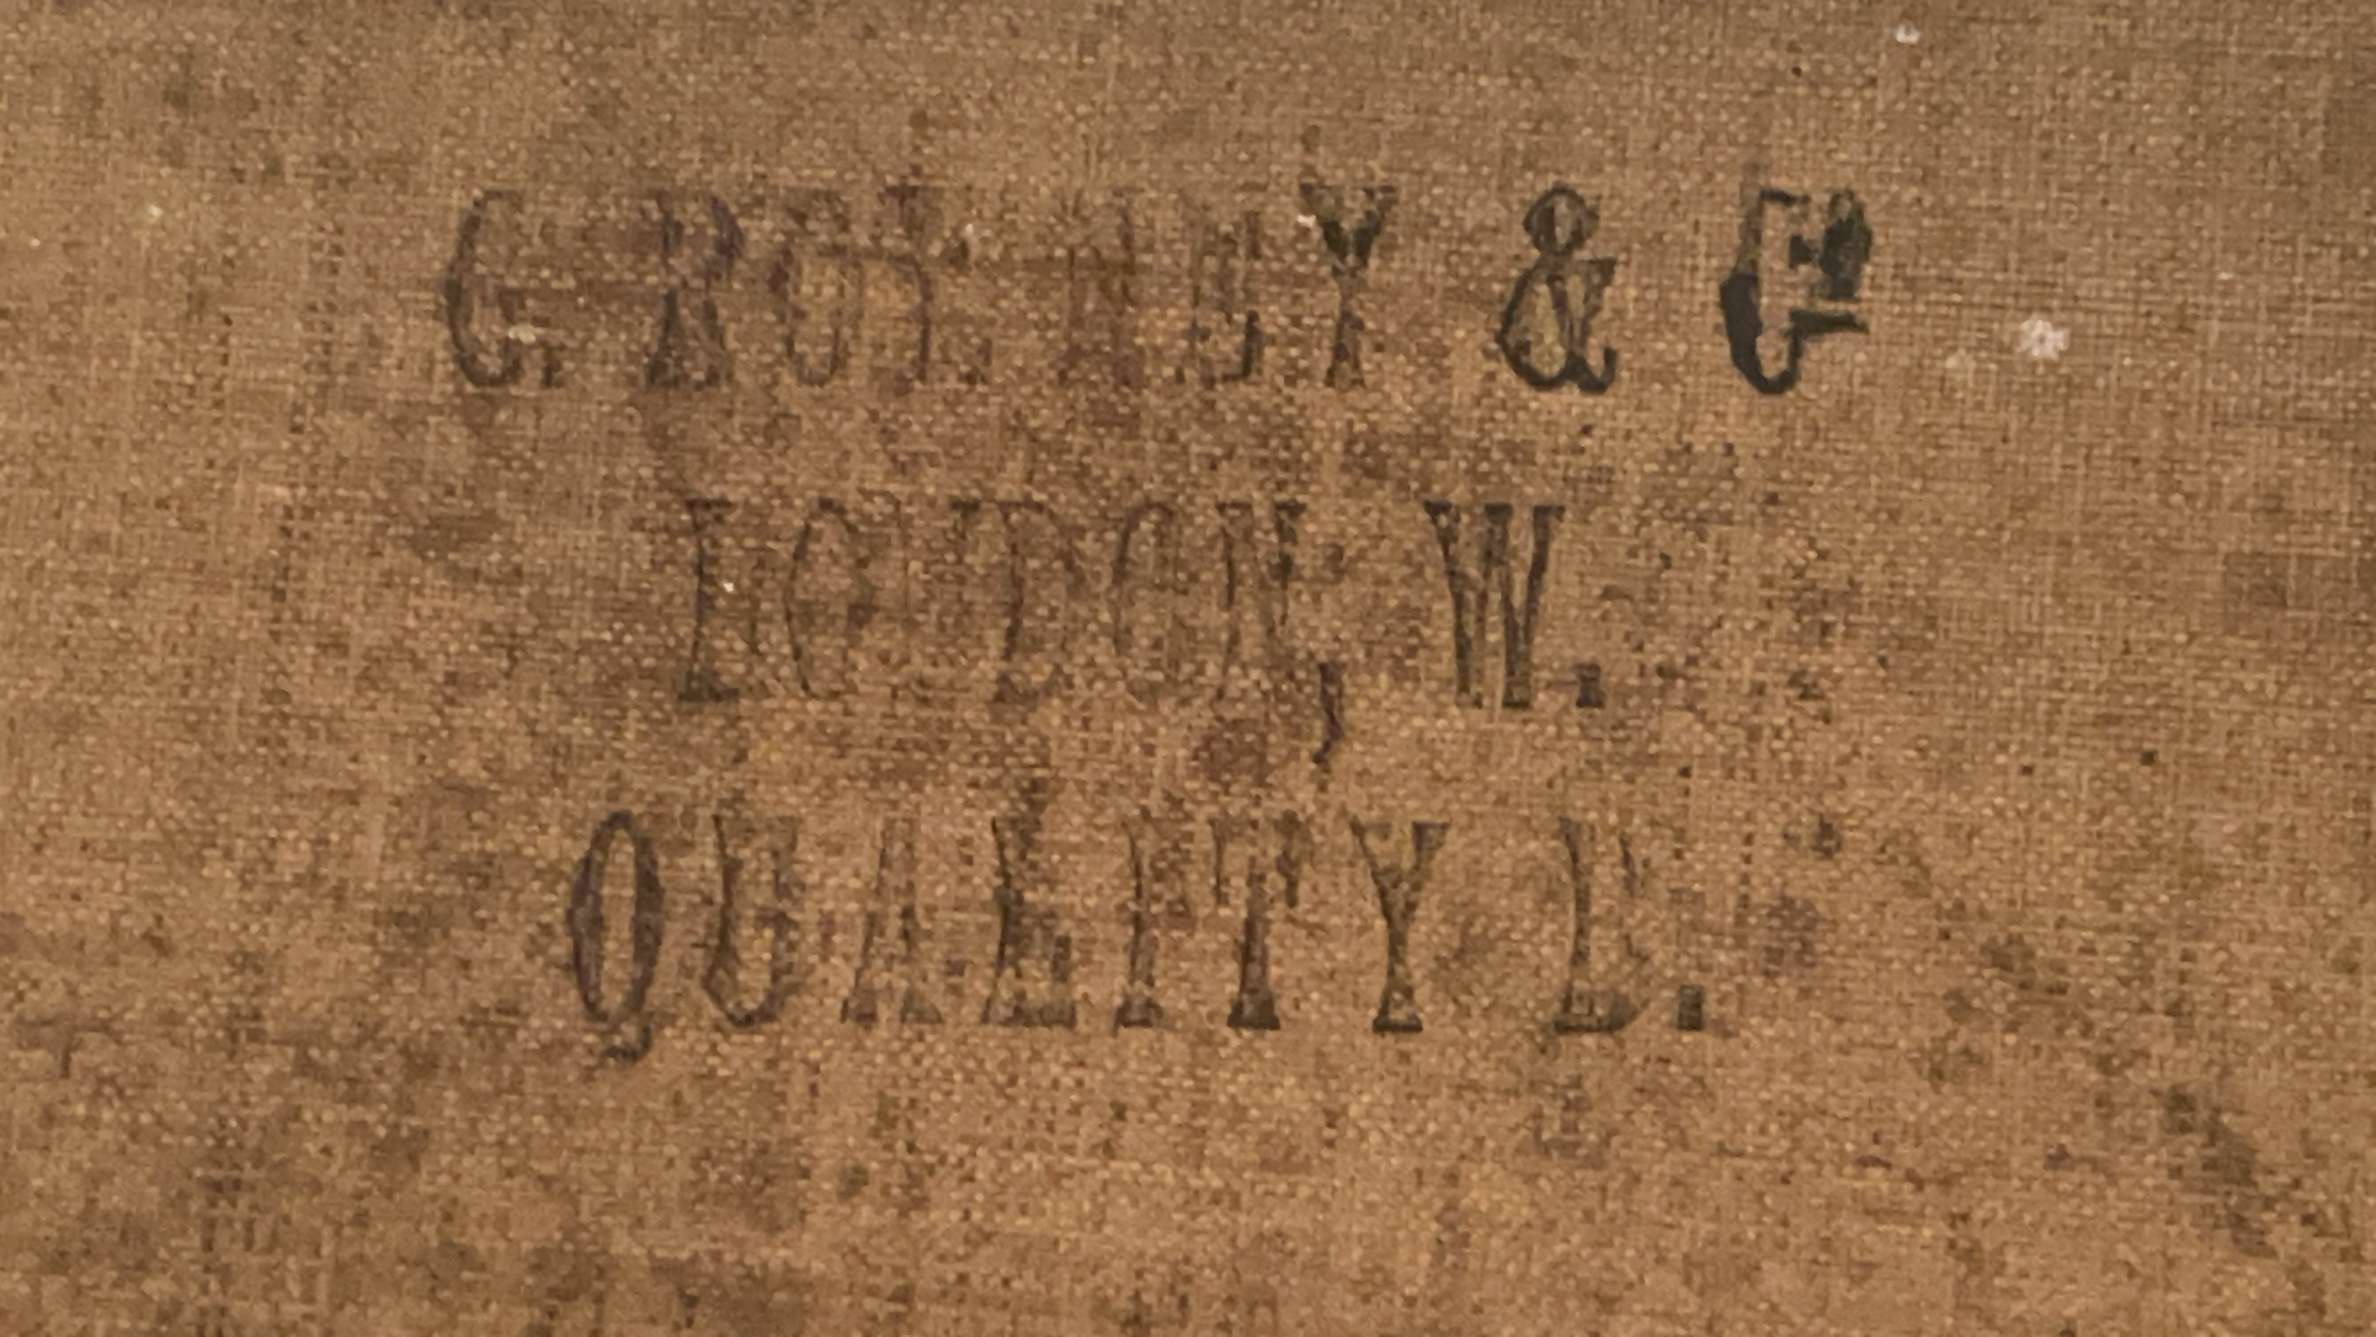 C. ROWNEY & Cº
LONDON, W.
QUALITY D.